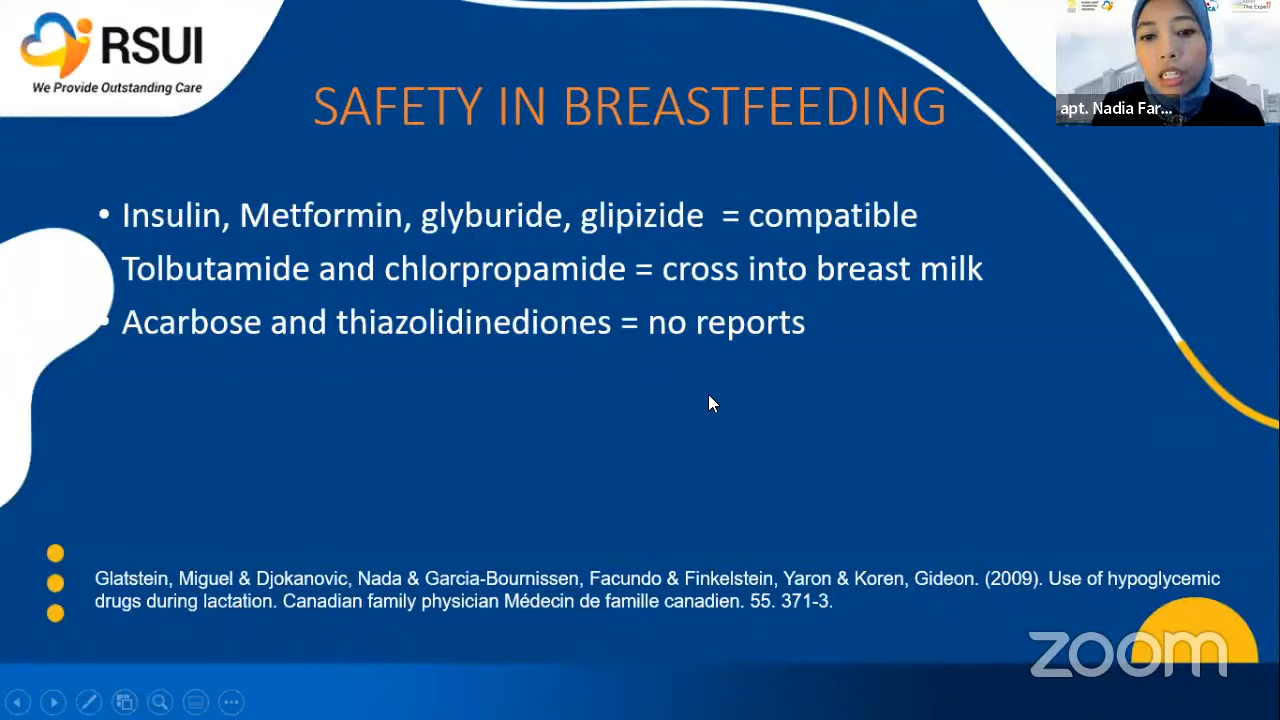 RSUI
We Provide Outstanding Care
The Expert
apt. Nadia Far...
SAFETY IN BREASTFEEDING
• Insulin, Metformin, glyburide, glipizide = compatible
Tolbutamide and chlorpropamide = cross into breast milk
• Acarbose and thiazolidinediones = no reports
Glatstein, Miguel & Djokanovic, Nada & Garcia-Bournissen, Facundo & Finkelstein, Yaron & Koren, Gideon. (2009). Use of hypoglycemic
drugs during lactation. Canadian family physician Médecin de famille canadien. 55. 371-3.
zoom